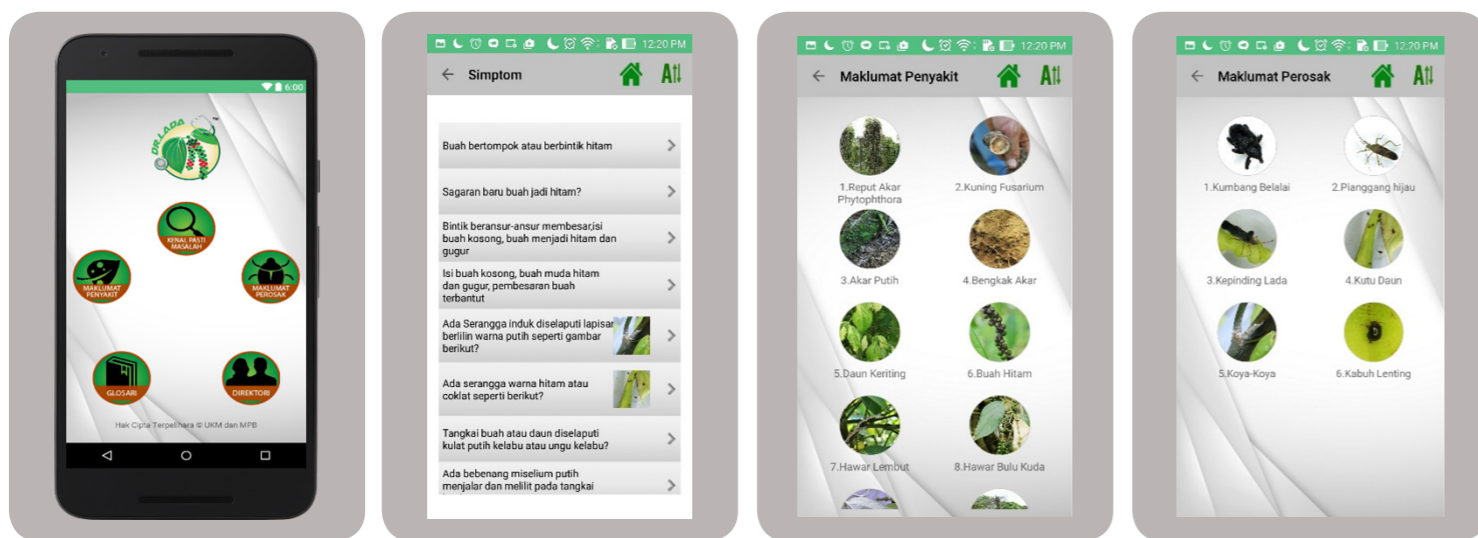 6:00
DR.LADA
TM
KENAL PASTI
MASALAH
MAKLUMAT
PENYAKIT
MAKLUMAT
PEROSAK
GLOSARI
DIREKTORI
Hak Cipta Terpelihara © UKM dan MPB
12:20 PM
Simptom
Buah bertompok atau berbintik hitam
Sagaran baru buah jadi hitam?
Bintik beransur-ansur membesar,isi
buah kosong, buah menjadi hitam dan
gugur
Isi buah kosong, buah muda hitam
dan gugur, pembesaran buah
terbantut
Ada Serangga induk diselaputi lapisan
berlilin warna putih seperti gambar
berikut?
Ada serangga warna hitam atau
coklat seperti berikut?
Tangkai buah atau daun diselaputi
kulat putih kelabu atau ungu kelabu?
Ada bebenang miselium putih
menjalar dan melilit pada tangkai
12:20 PM
Maklumat Penyakit
1.Reput Akar
Phytophthora
2.Kuning Fusarium
3.Akar Putih
4.Bengkak Akar
5.Daun Keriting
6.Buah Hitam
7.Hawar Lembut
8.Hawar Bulu Kuda
12:20 PM
Maklumat Perosak
1.Kumbang Belalai
2.Pianggang hijau
3.Kepinding Lada
4.Kutu Daun
5.Koya-Koya
6.Kabuh Lenting